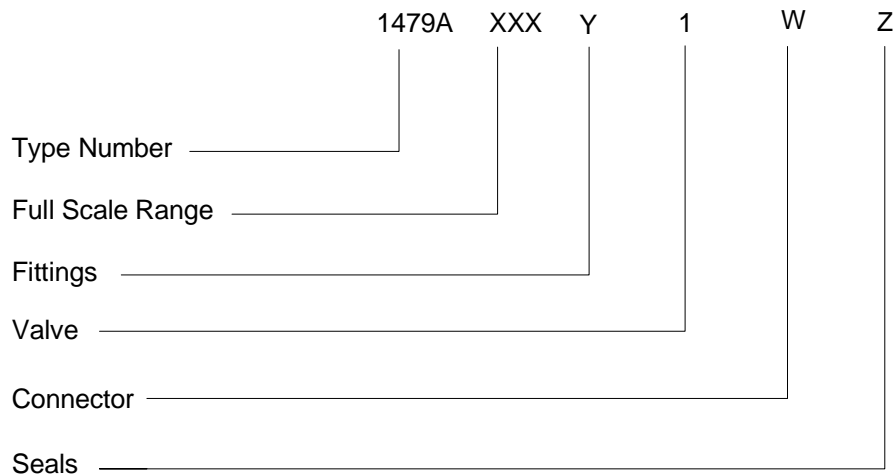 1479A XXX Y 1 W Z
Type Number
Full Scale Range
Fittings
Valve
Connector
Seals